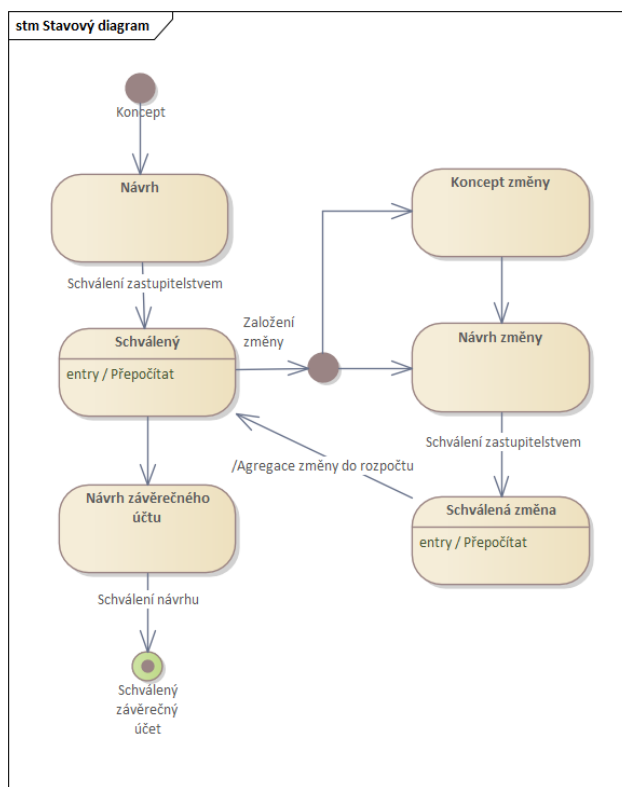 stm Stavový diagram
Koncept
Návrh
Koncept změny
Schválení zastupitelstvem
Založení
změny
Schválený
entry / Přepočítat
Návrh změny
Schválení zastupitelstvem
/Agregace změny do rozpočtu
Návrh závěrečného
účtu
Schválená změna
entry / Přepočítat
Schválení návrhu
Schválený
závěrečný
účet